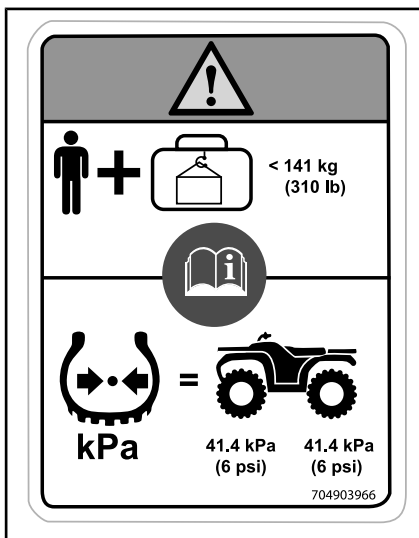 < 141 kg
(310 lb)
i
kPa
=
41.4 kPa 41.4 kPa
(6 psi) (6 psi)
704903966